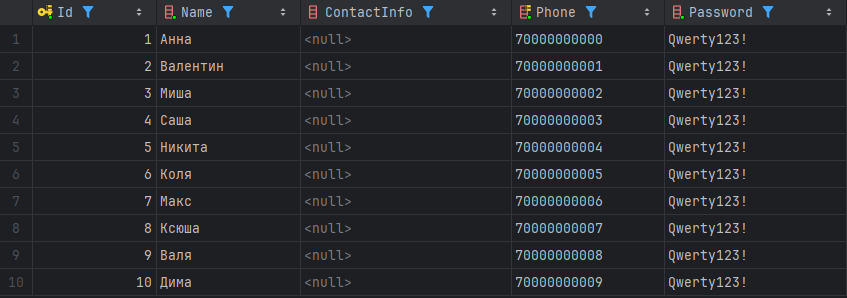 Id Name ContactInfo Phone Password
1 1 Анна <null> 70000000000 Qwerty123!
2 2 Валентин <null> 70000000001 Qwerty123!
3 3 Миша <null> 70000000002 Qwerty123!
4 4 Саша <null> 70000000003 Qwerty123!
5 5 Никита <null> 70000000004 Qwerty123!
6 6 Коля <null> 70000000005 Qwerty123!
7 7 Макс <null> 70000000006 Qwerty123!
8 8 Ксюша <null> 70000000007 Qwerty123!
9 9 Валя <null> 70000000008 Qwerty123!
10 10 Дима <null> 70000000009 Qwerty123!